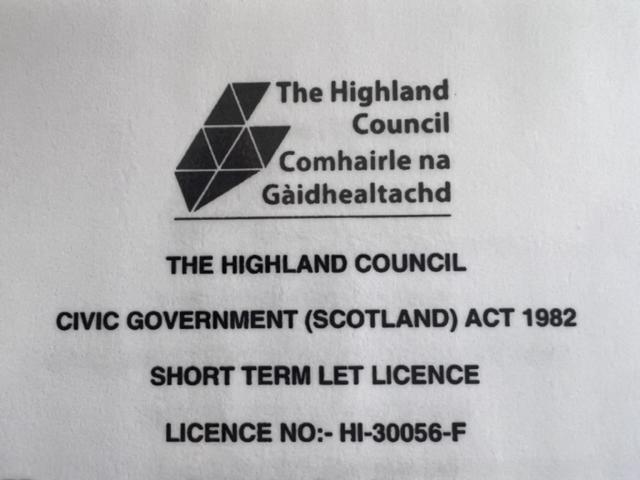 The Highland
Council
Comhairle na
Gàidhealtachd
THE HIGHLAND COUNCIL
CIVIC GOVERNMENT (SCOTLAND) ACT 1982
SHORT TERM LET LICENCE
LICENCE NO:- HI-30056-F